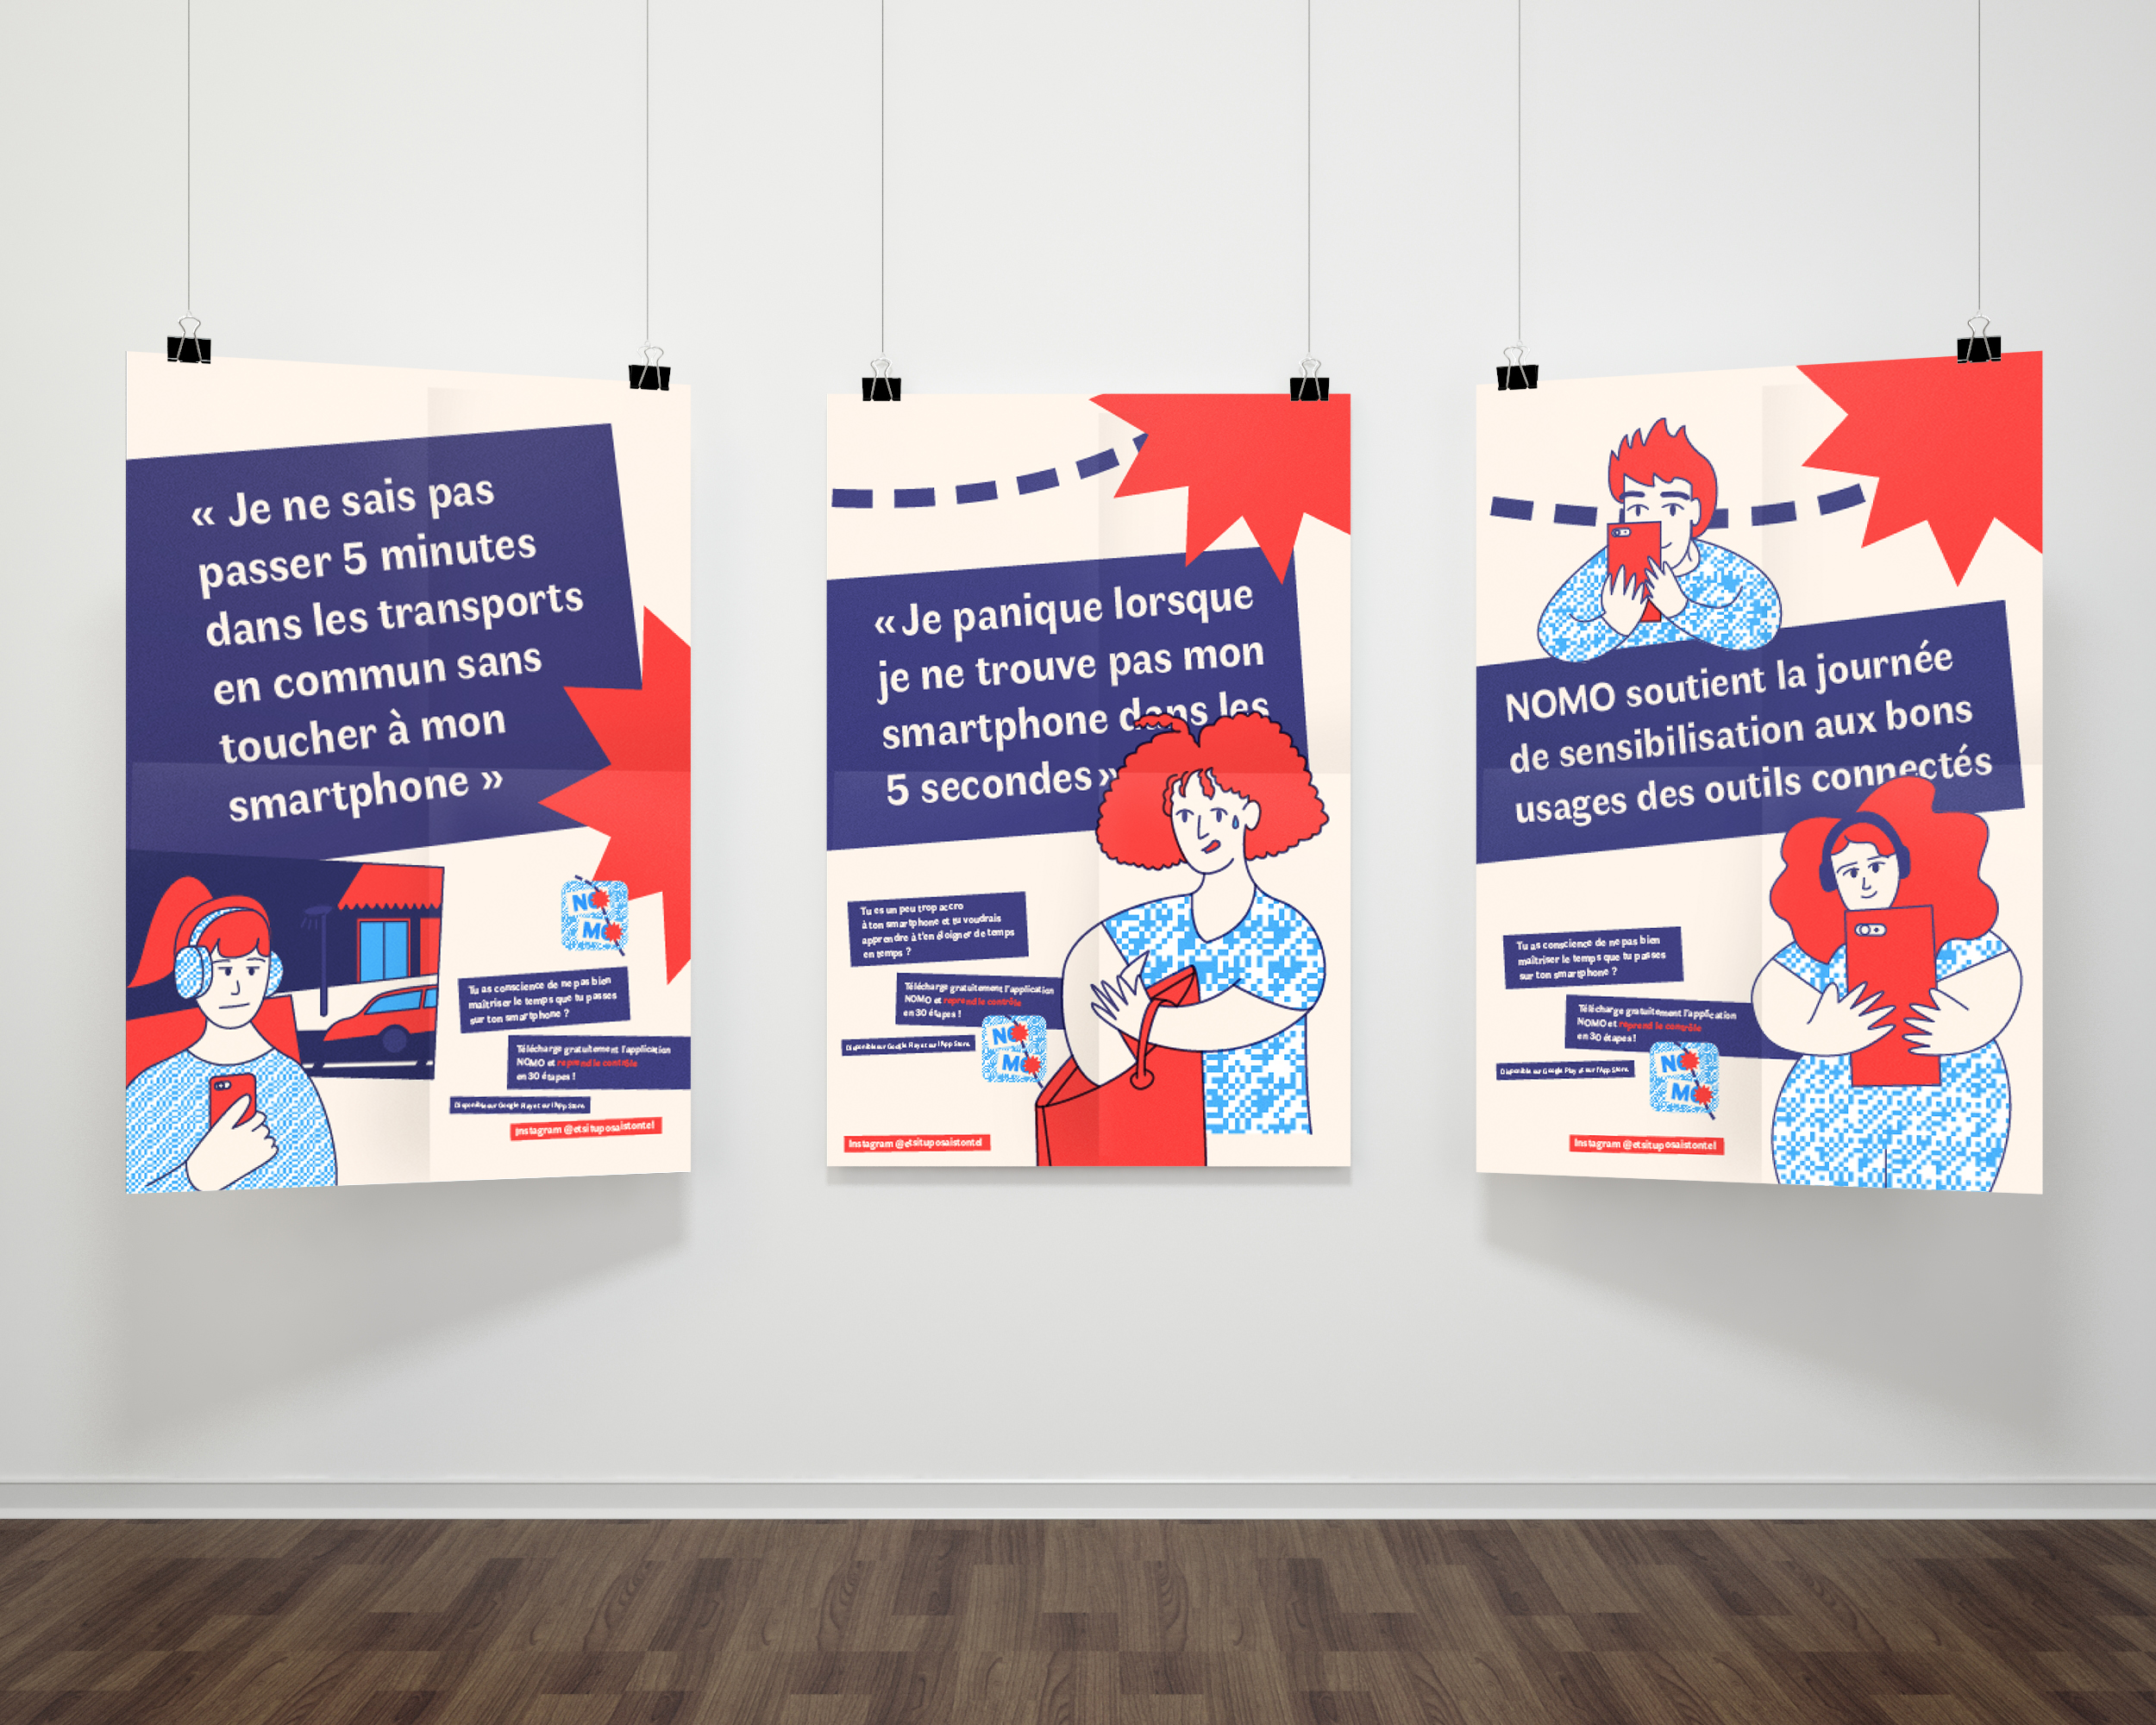 « Je ne sais pas
passer 5 minutes
dans les transports
en commun sans
toucher à mon
smartphone »
NO
MO
Tu as conscience de ne pas bien
maîtriser le temps que tu passes
sur ton smartphone ?
Télécharge gratuitement l'application
NOMO et reprend le contrôle
en 30 étapes !
Disponible sur Google Play et sur l'App Store
Instagram @etsituposaistontel
« Je panique lorsque
je ne trouve pas mon
smartphone dans les
5 secondes »
Tu es un peu trop accro
à ton smartphone et tu voudrais
apprendre à t'en éloigner de temps
en temps ?
Télécharge gratuitement l'application
NOMO et reprend le contrôle
en 30 étapes !
Disponible sur Google Play et sur l'App Store
NO
MO
Instagram @etsituposaistontel
NOMO soutient la journée
de sensibilisation aux bons
usages des outils connectés
Tu as conscience de ne pas bien
maîtriser le temps que tu passes
sur ton smartphone ?
Télécharge gratuitement l'application
NOMO et reprend le contrôle
en 30 étapes !
Disponible sur Google Play et sur l'App Store
NO
MO
Instagram @etsituposaistontel